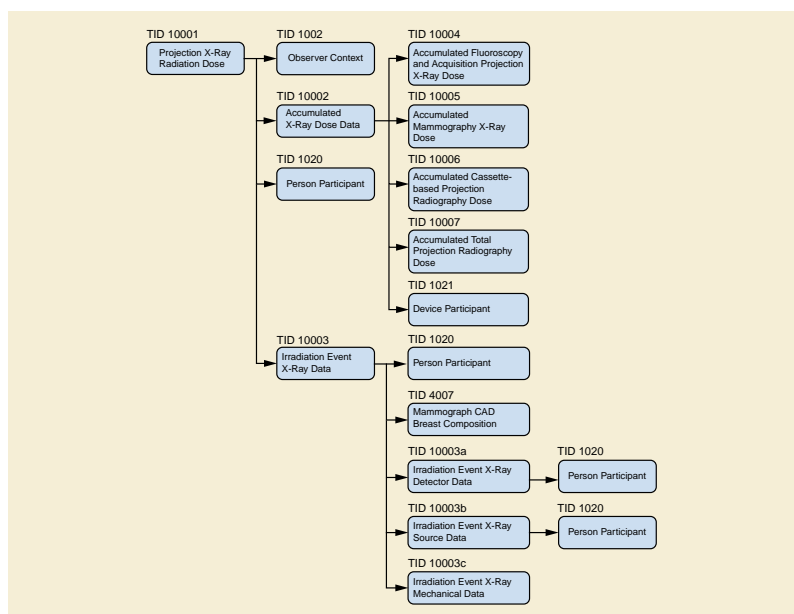 TID 10001
Projection X-Ray
Radiation Dose
TID 1002
Observer Context
TID 10002
Accumulated
X-Ray Dose Data
TID 1020
Person Participant
TID 10003
Irradiation Event
X-Ray Data
TID 10004
Accumulated Fluoroscopy
and Acquisition Projection
X-Ray Dose
TID 10005
Accumulated
Mammography X-Ray
Dose
TID 10006
Accumulated Cassette-
based Projection
Radiography Dose
TID 10007
Accumulated Total
Projection Radiography
Dose
TID 1021
Device Participant
TID 1020
Person Participant
TID 4007
Mammograph CAD
Breast Composition
TID 10003a
Irradiation Event X-Ray
Detector Data
TID 1020
Person Participant
TID 10003b
Irradiation Event X-Ray
Source Data
TID 1020
Person Participant
TID 10003c
Irradiation Event X-Ray
Mechanical Data